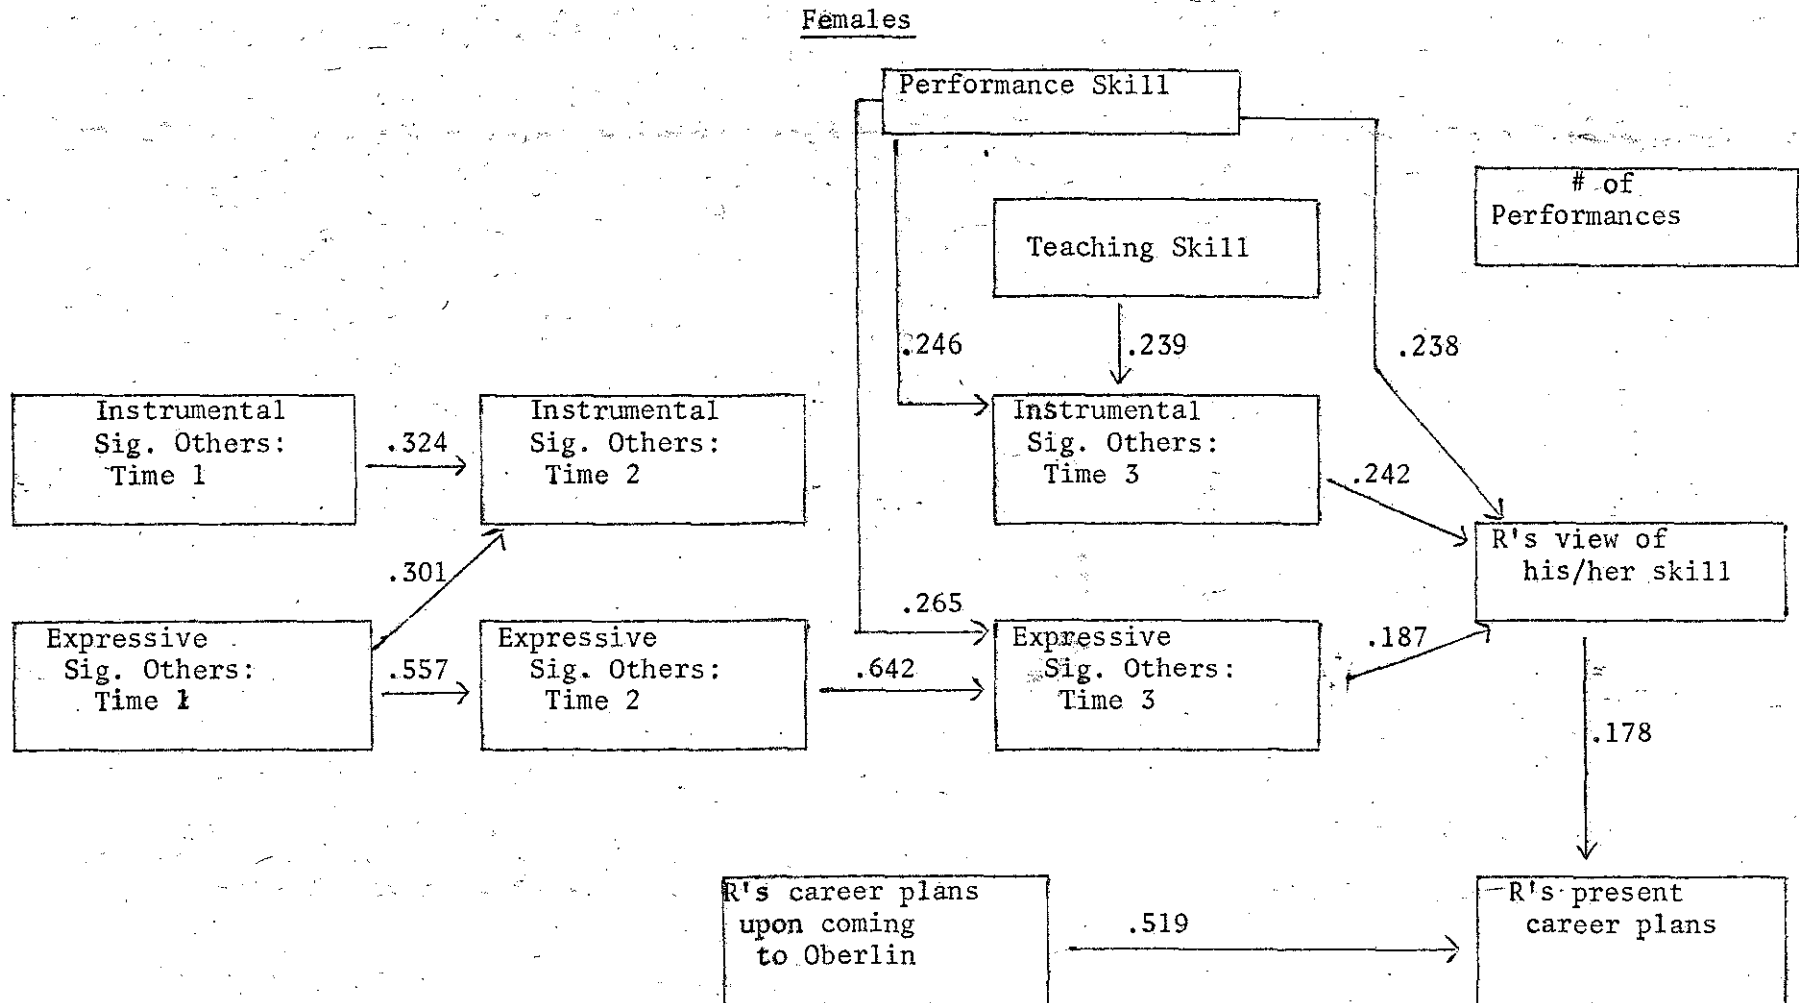 Females
Performance Skill
# of
Performances
Teaching Skill
.246
.239
.238
Instrumental
Sig. Others:
Time 1
.324
Instrumental
Sig. Others:
Time 2
Instrumental
Sig. Others:
Time 3
.242
R's view of
his/her skill
.301
.265
Expressive
Sig. Others:
Time 1
.557
Expressive
Sig. Others:
Time 2
.642
Expressive
Sig. Others:
Time 3
.187
.178
R's career plans
upon coming
to Oberlin
.519
R's present
career plans